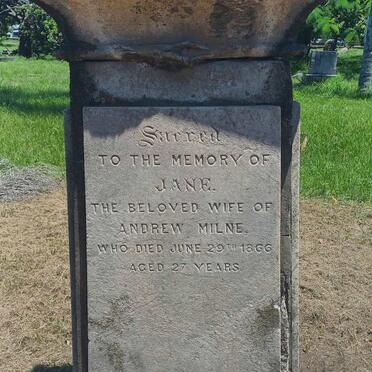 Sacred
TO THE MEMORY OF
JANE.
THE BELOVED WIFE OF
ANDREW MILNE.
WHO DIED JUNE 29TH 1866
AGED 27 YEARS